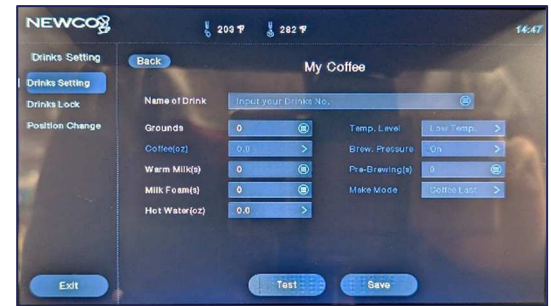 NEWCO
203 °F 282 °F 14:47
Drinks Setting
Back
My Coffee
Drinks Setting
Name of Drink Input your Drinks No.
Drinks Lock
Position Change
Grounds 0 Temp. Level Low Temp. >
Coffee(oz) 0.0 > Brew. Pressure On >
Warm Milk(s) 0 Pre-Brewing(s) 0
Milk Foam(s) 0 Make Mode Coffee Last >
Hot Water(oz) 0.0 >
Exit Test Save